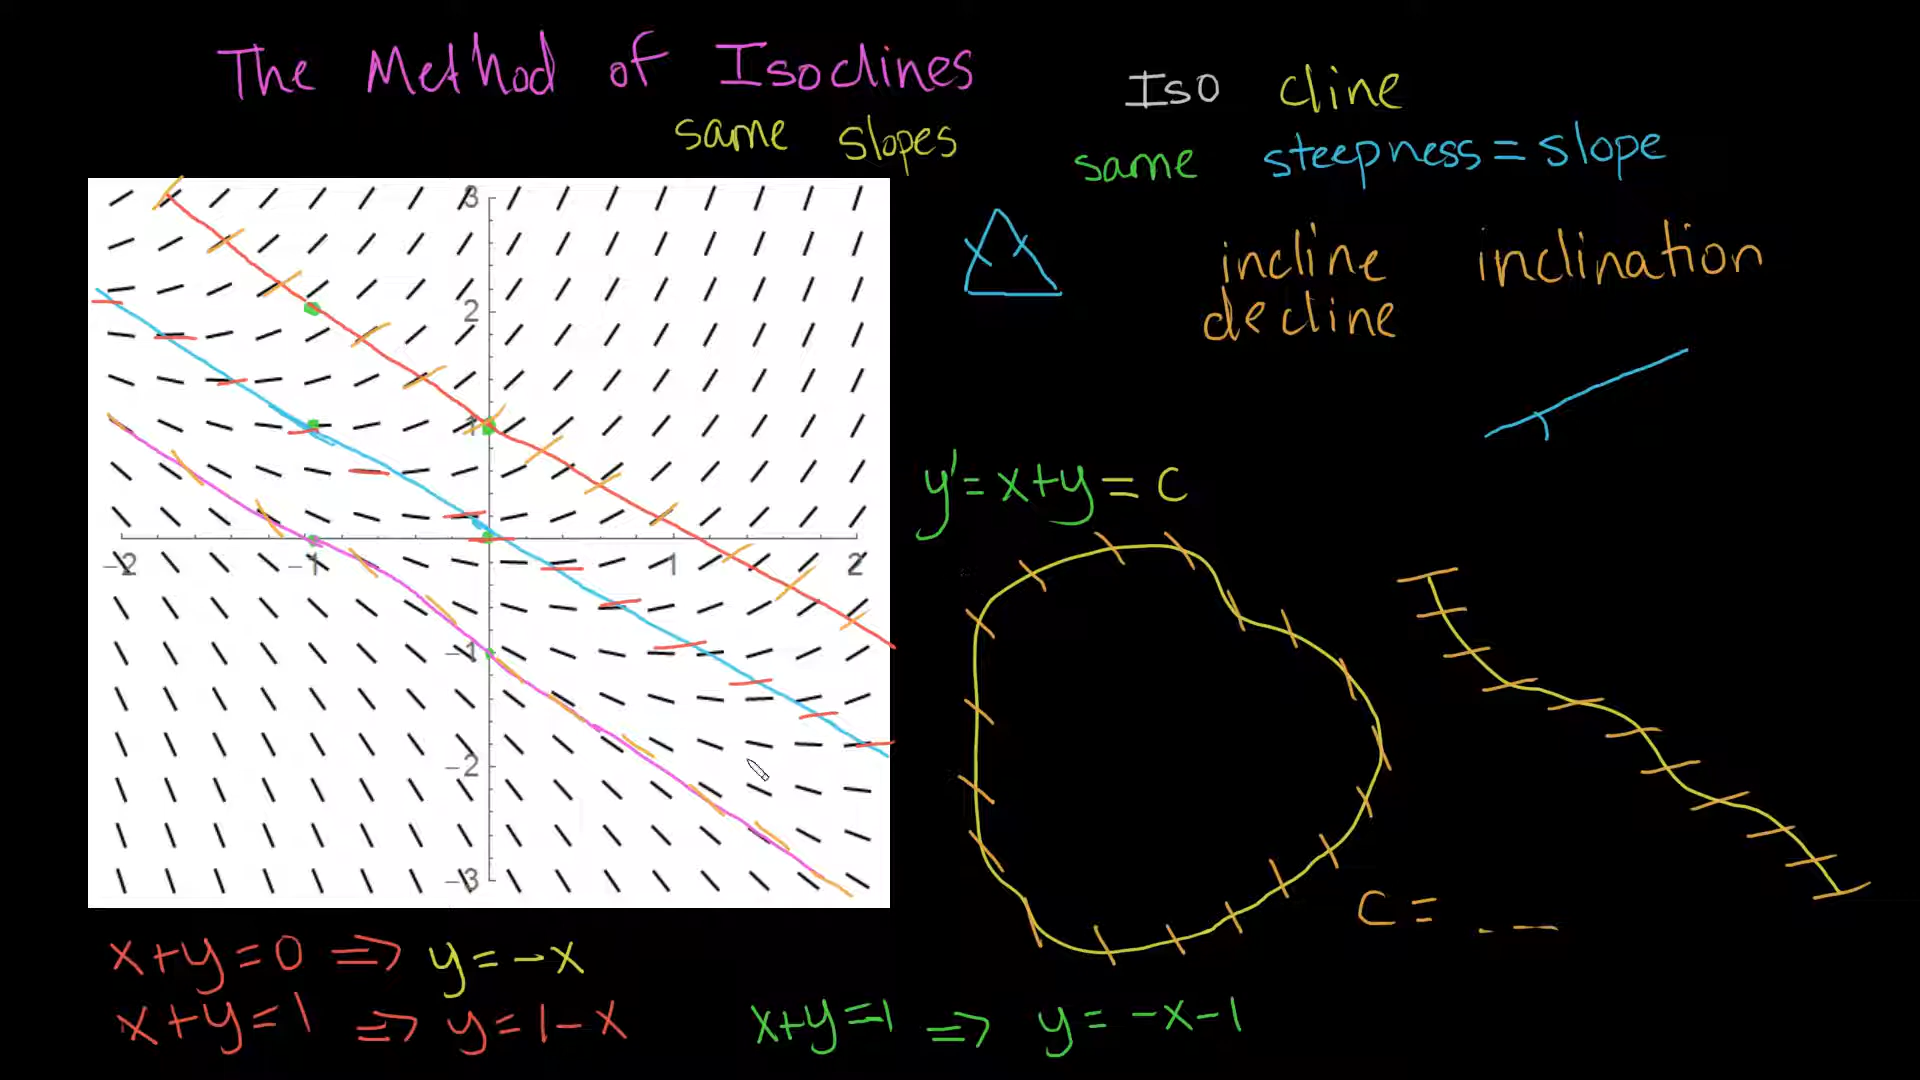 The Method of Isoclines
same slopes
Iso cline
same steepness = slope
incline inclination
decline
3
2
1
-2 -1 1 2
-1
-2
-3
y' = x+y = c
c = _ _
x+y=0 ⇒ y=-x
x+y=1 ⇒ y=1-x
x+y=-1 ⇒ y=-x-1